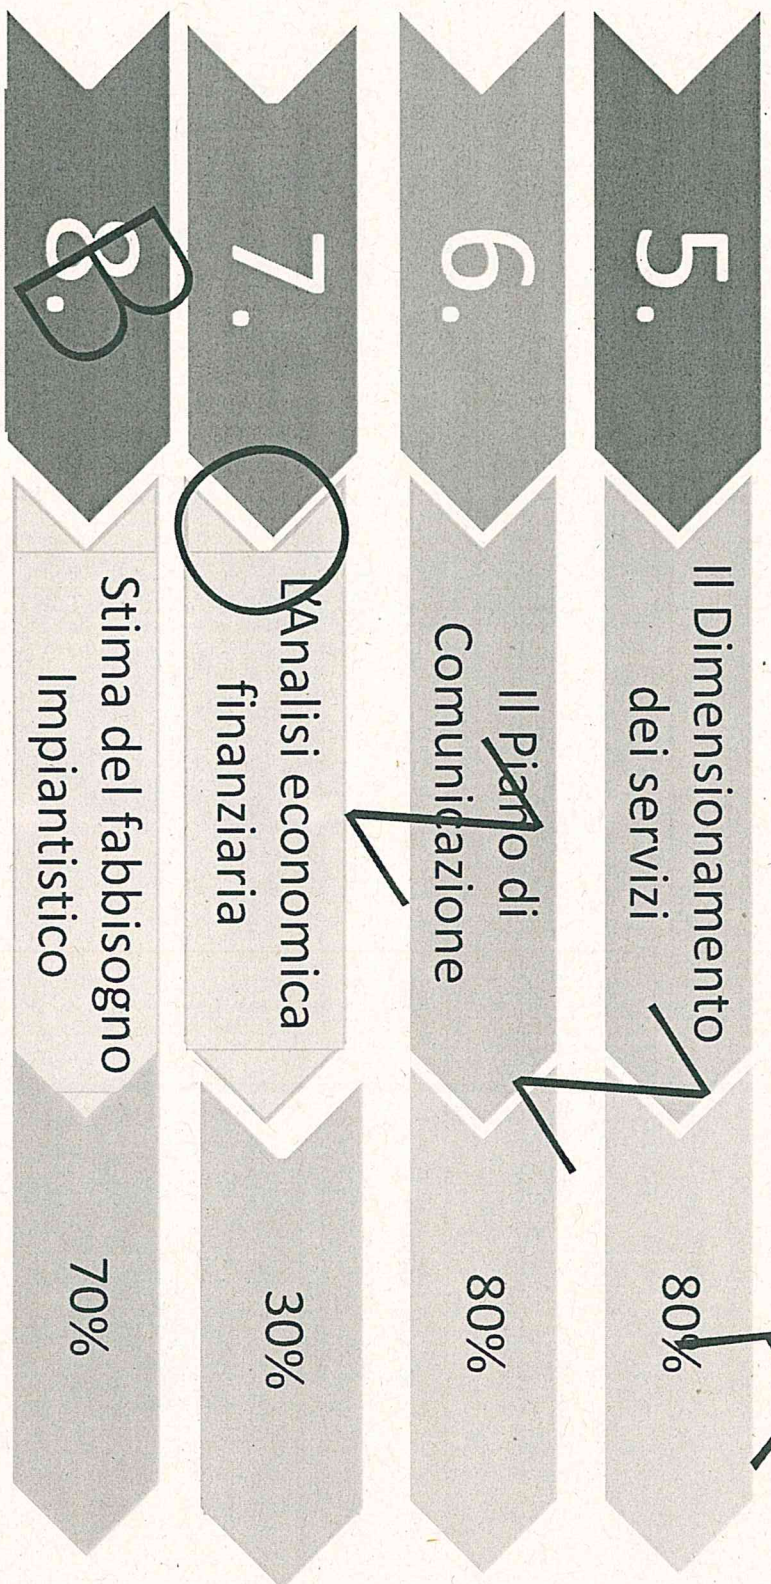 5.
Il Dimensionamento
dei servizi
80%
6.
Il Piano di
Comunicazione
80%
7.
L'Analisi economica
finanziaria
30%
8.
Stima del fabbisogno
Impiantistico
70%
BOZZ